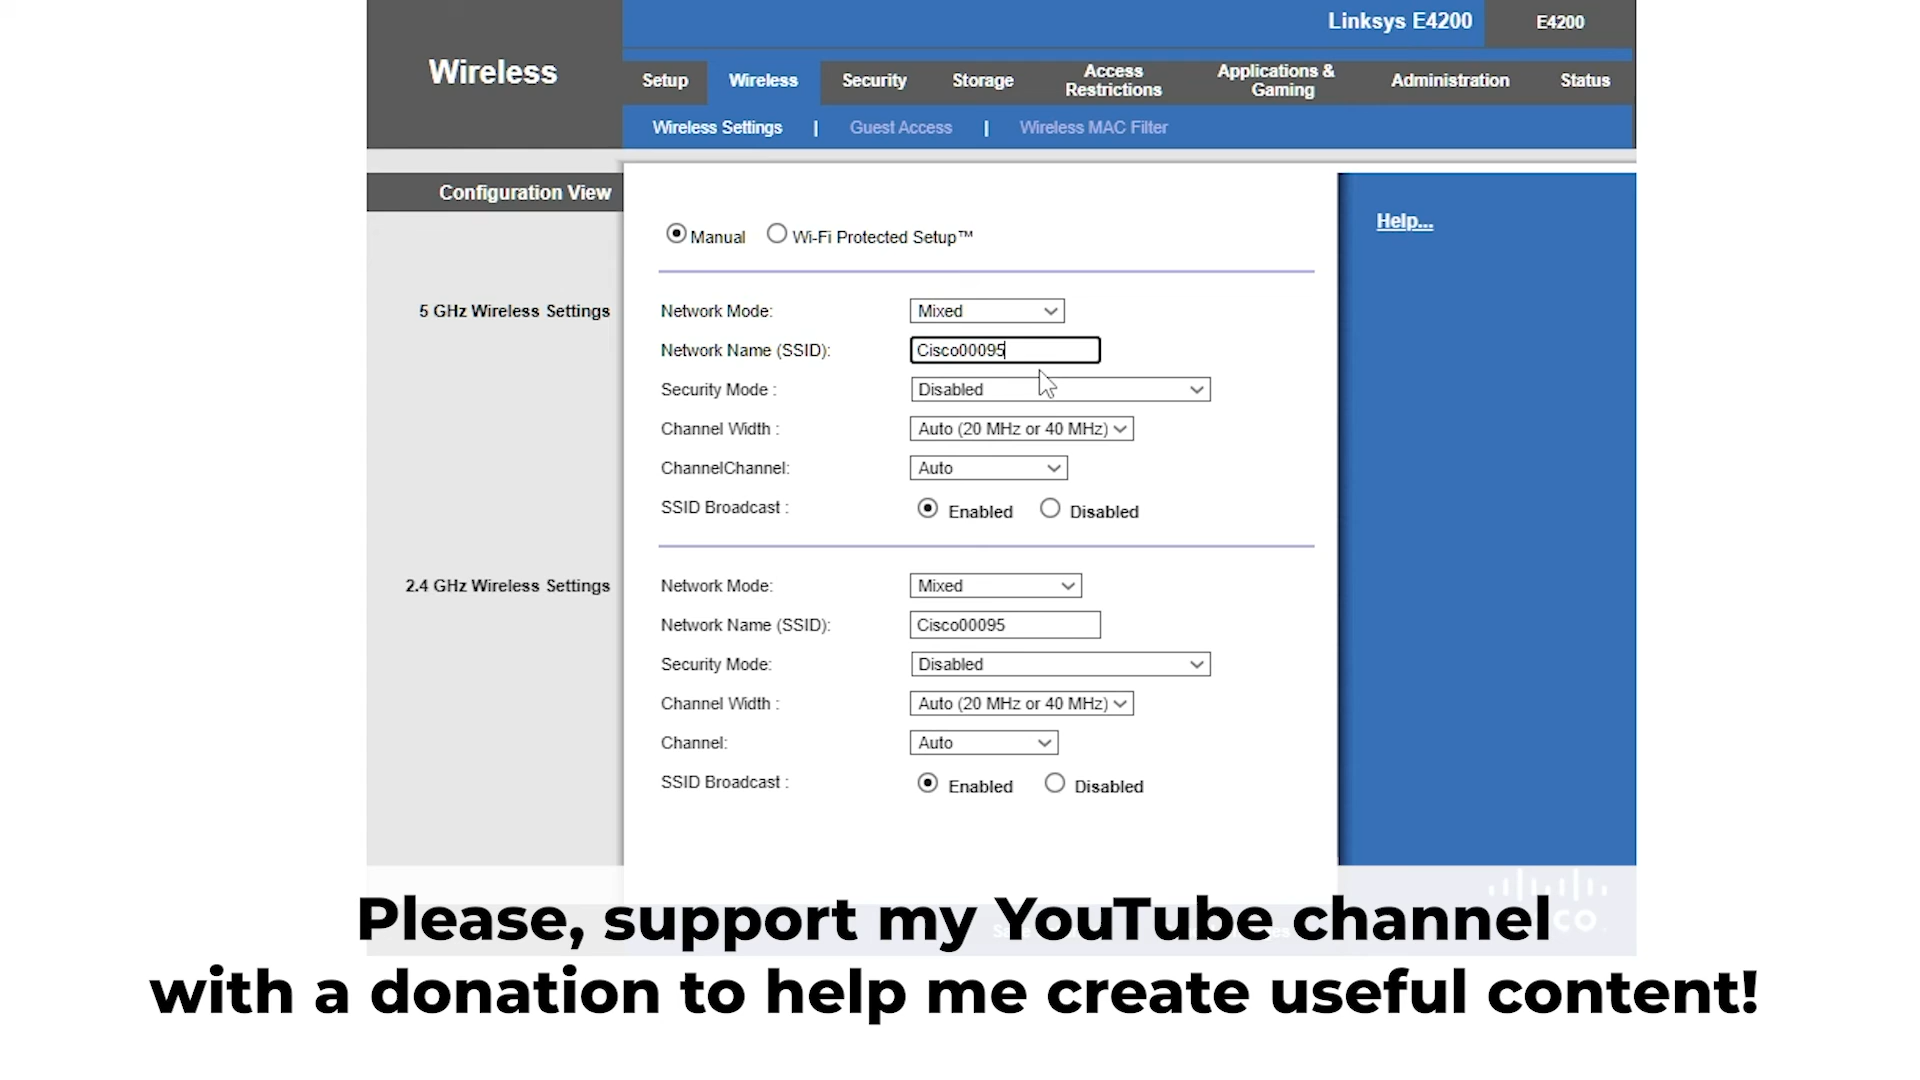 Linksys E4200
E4200
Wireless
Setup
Wireless
Security
Storage
Access
Restrictions
Applications &
Gaming
Administration
Status
Wireless Settings | Guest Access | Wireless MAC Filter
Configuration View
Manual
Wi-Fi Protected Setup™
Help...
5 GHz Wireless Settings
Network Mode: Mixed
Network Name (SSID): Cisco00095
Security Mode : Disabled
Channel Width : Auto (20 MHz or 40 MHz)
ChannelChannel: Auto
SSID Broadcast : Enabled Disabled
2.4 GHz Wireless Settings
Network Mode: Mixed
Network Name (SSID): Cisco00095
Security Mode: Disabled
Channel Width : Auto (20 MHz or 40 MHz)
Channel: Auto
SSID Broadcast : Enabled Disabled
Please, support my YouTube channel
with a donation to help me create useful content!